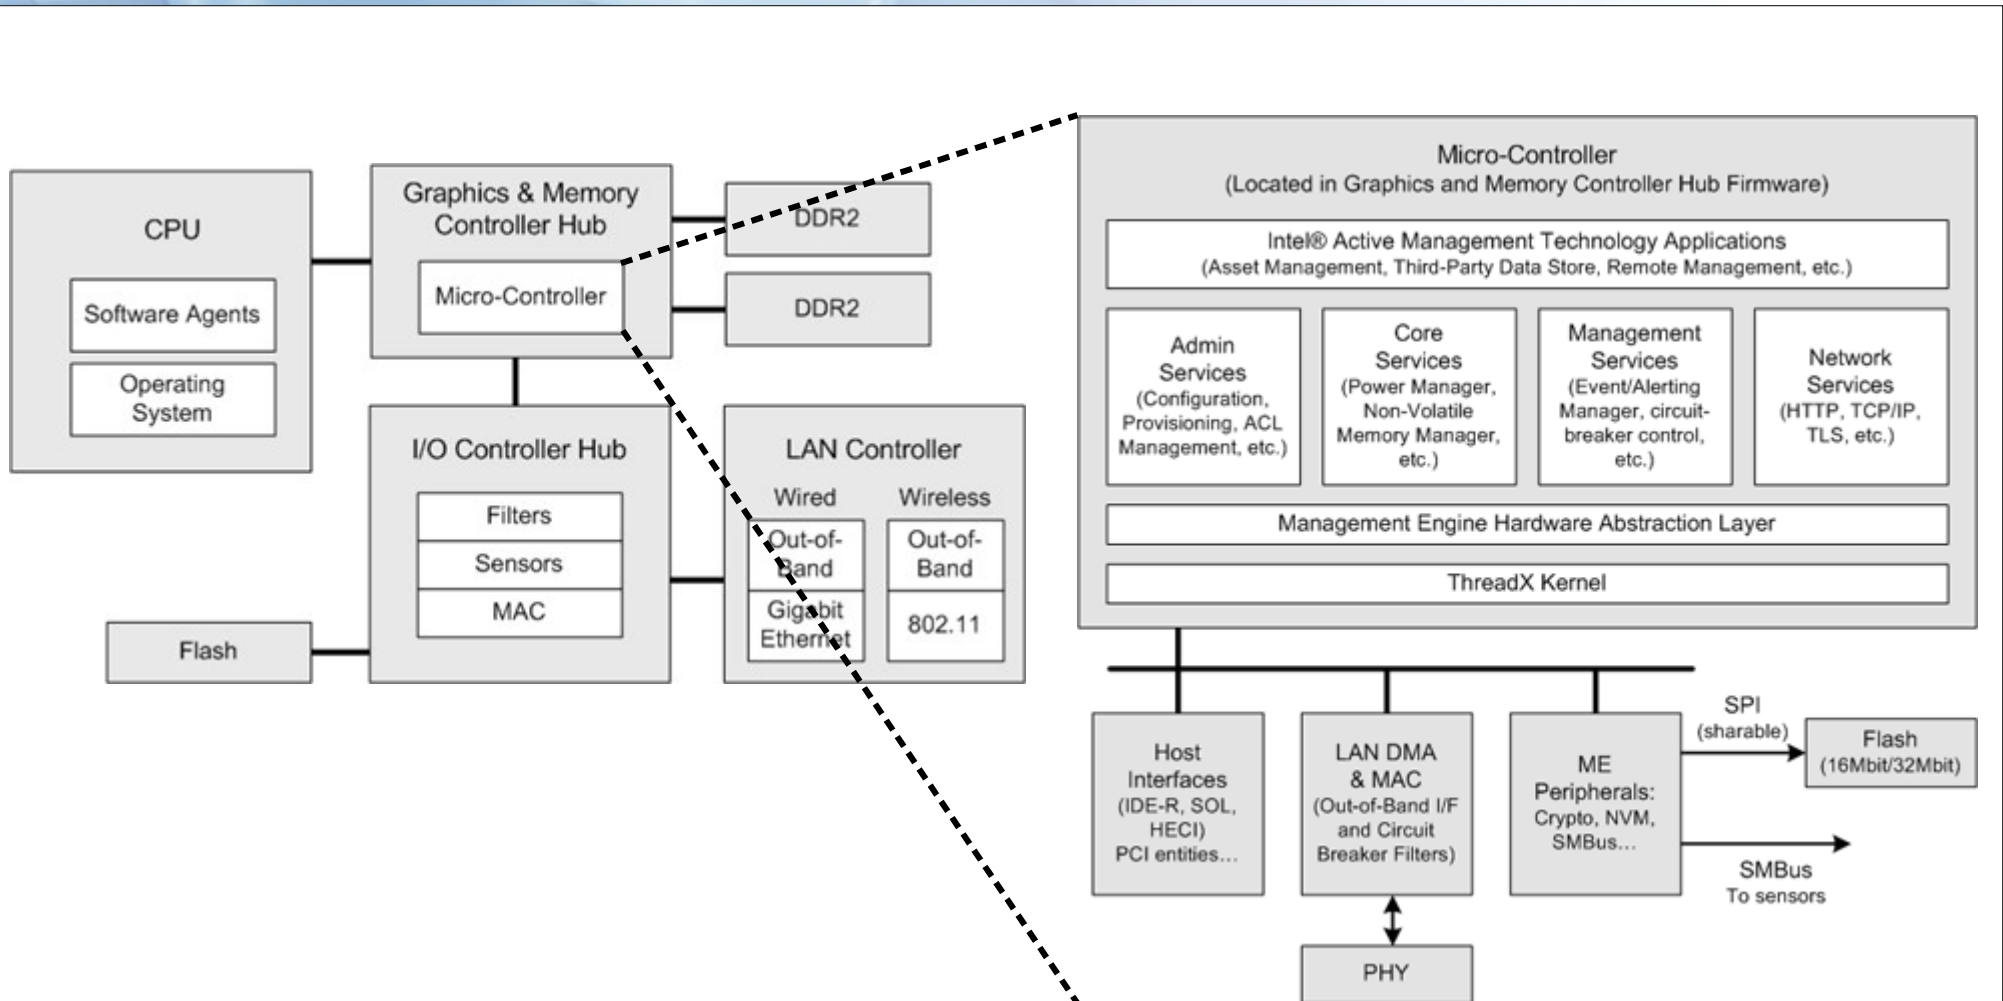 CPU
Software Agents
Operating
System
Graphics & Memory
Controller Hub
Micro-Controller
DDR2
DDR2
I/O Controller Hub
Filters
Sensors
MAC
Flash
LAN Controller
Wired
Wireless
Out-of-
Band
Gigabit
Ethernet
Out-of-
Band
802.11
Micro-Controller
(Located in Graphics and Memory Controller Hub Firmware)
Intel® Active Management Technology Applications
(Asset Management, Third-Party Data Store, Remote Management, etc.)
Admin
Services
(Configuration,
Provisioning, ACL
Management, etc.)
Core
Services
(Power Manager,
Non-Volatile
Memory Manager,
etc.)
Management
Services
(Event/Alerting
Manager, circuit-
breaker control,
etc.)
Network
Services
(HTTP, TCP/IP,
TLS, etc.)
Management Engine Hardware Abstraction Layer
ThreadX Kernel
Host
Interfaces
(IDE-R, SOL,
HECI)
PCI entities...
LAN DMA
& MAC
(Out-of-Band I/F
and Circuit
Breaker Filters)
PHY
ME
Peripherals:
Crypto, NVM,
SMBus...
SPI
(sharable)
Flash
(16Mbit/32Mbit)
SMBus
To sensors